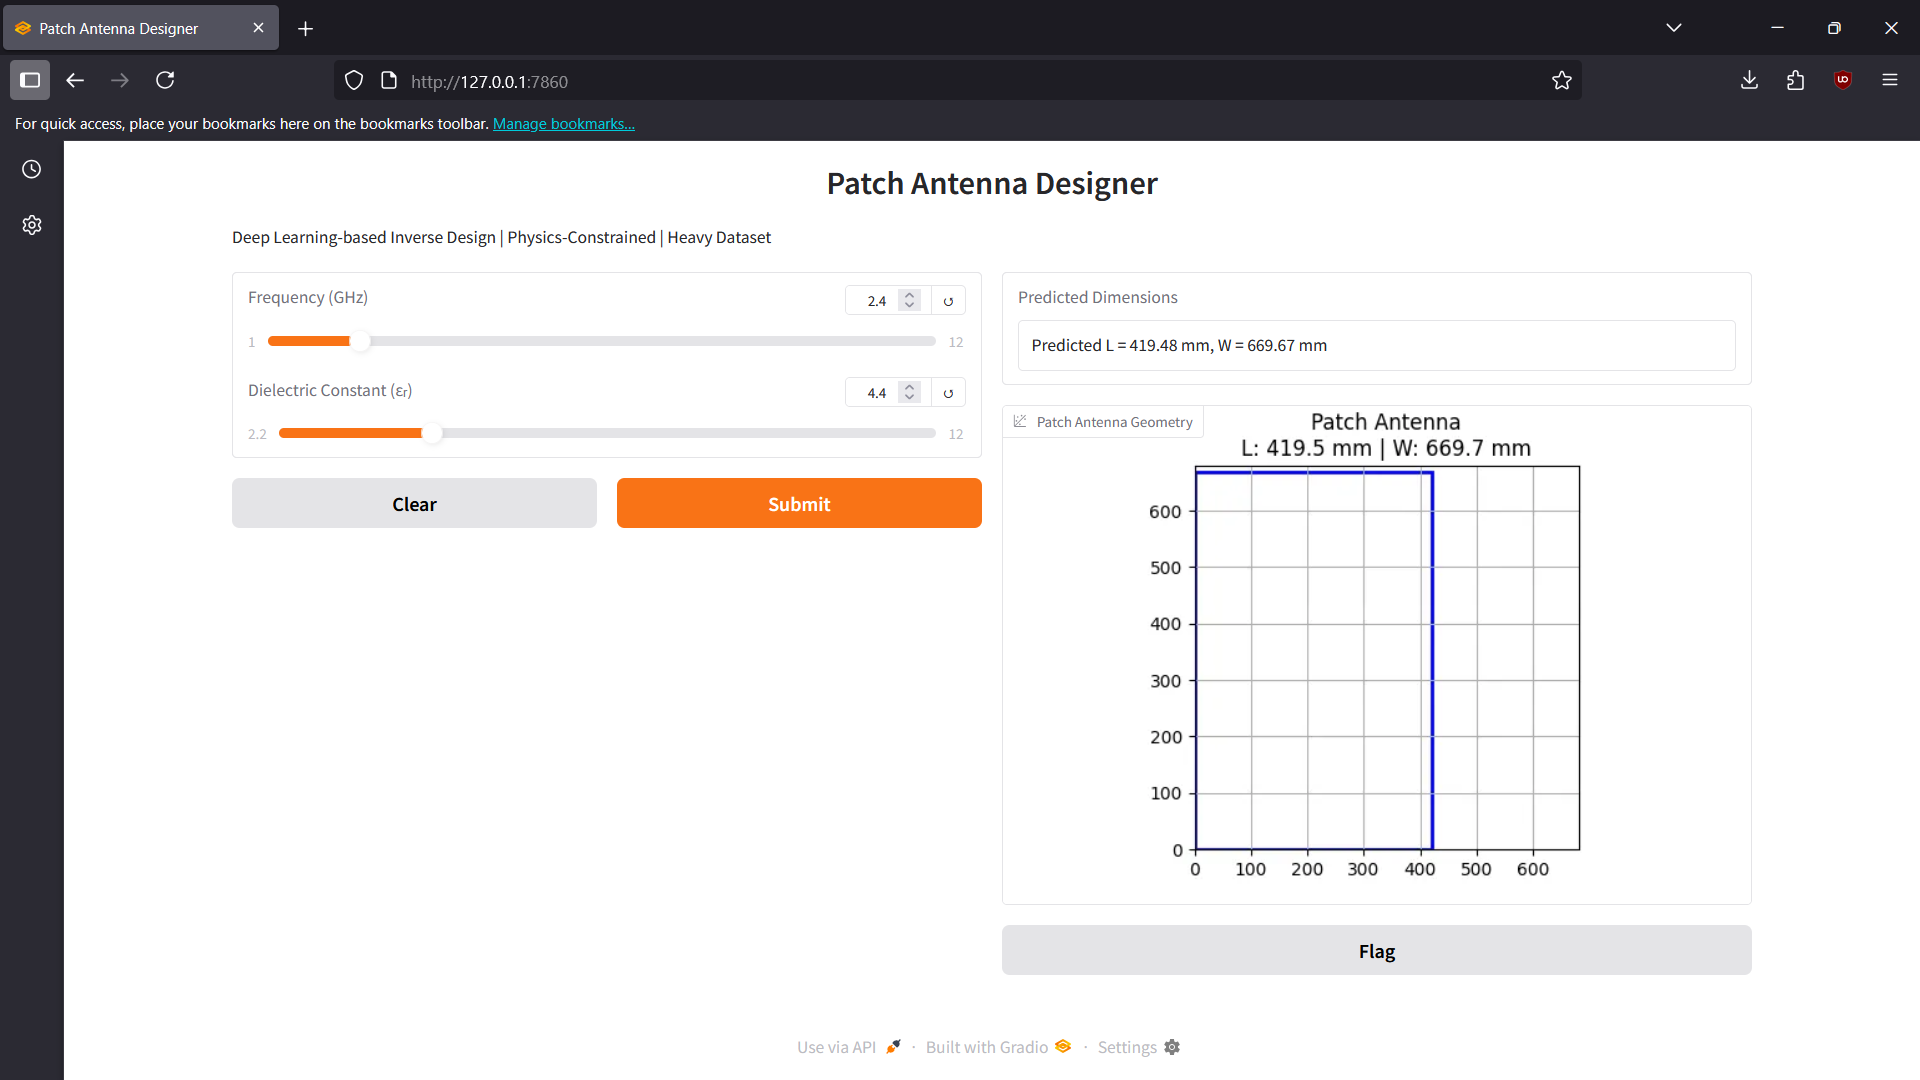 Patch Antenna Designer
http://127.0.0.1:7860
For quick access, place your bookmarks here on the bookmarks toolbar. Manage bookmarks...
Patch Antenna Designer
Deep Learning-based Inverse Design | Physics-Constrained | Heavy Dataset
Frequency (GHz)
2.4
1
12
Dielectric Constant (εᵣ)
4.4
2.2
12
Clear
Submit
Predicted Dimensions
Predicted L = 419.48 mm, W = 669.67 mm
Patch Antenna Geometry
Patch Antenna
L: 419.5 mm | W: 669.7 mm
600
500
400
300
200
100
0
0 100 200 300 400 500 600
Flag
Use via API · Built with Gradio · Settings